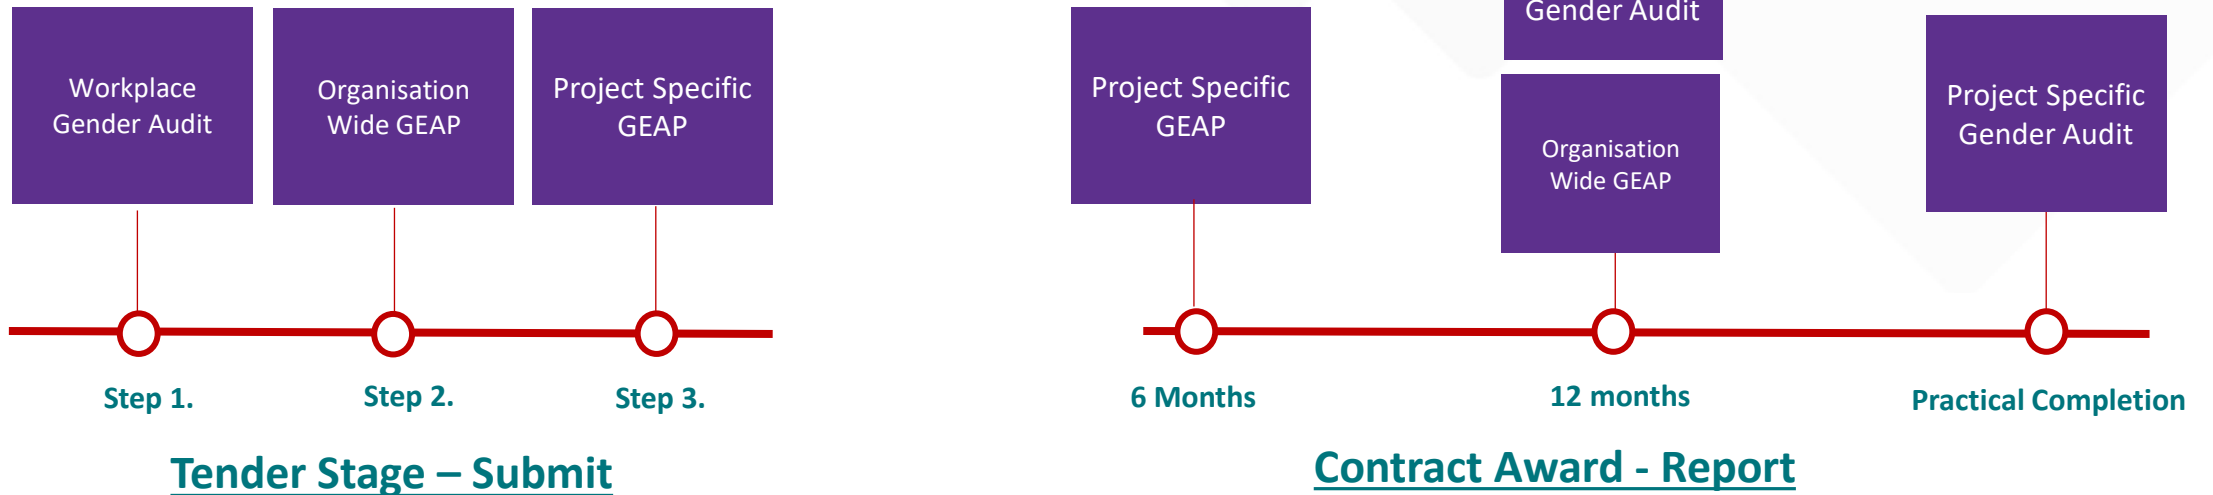 Workplace
Gender Audit
Organisation
Wide GEAP
Project Specific
GEAP
Step 1.
Step 2.
Step 3.
Tender Stage – Submit
Project Specific
GEAP
Gender Audit
Organisation
Wide GEAP
Project Specific
Gender Audit
6 Months
12 months
Practical Completion
Contract Award - Report